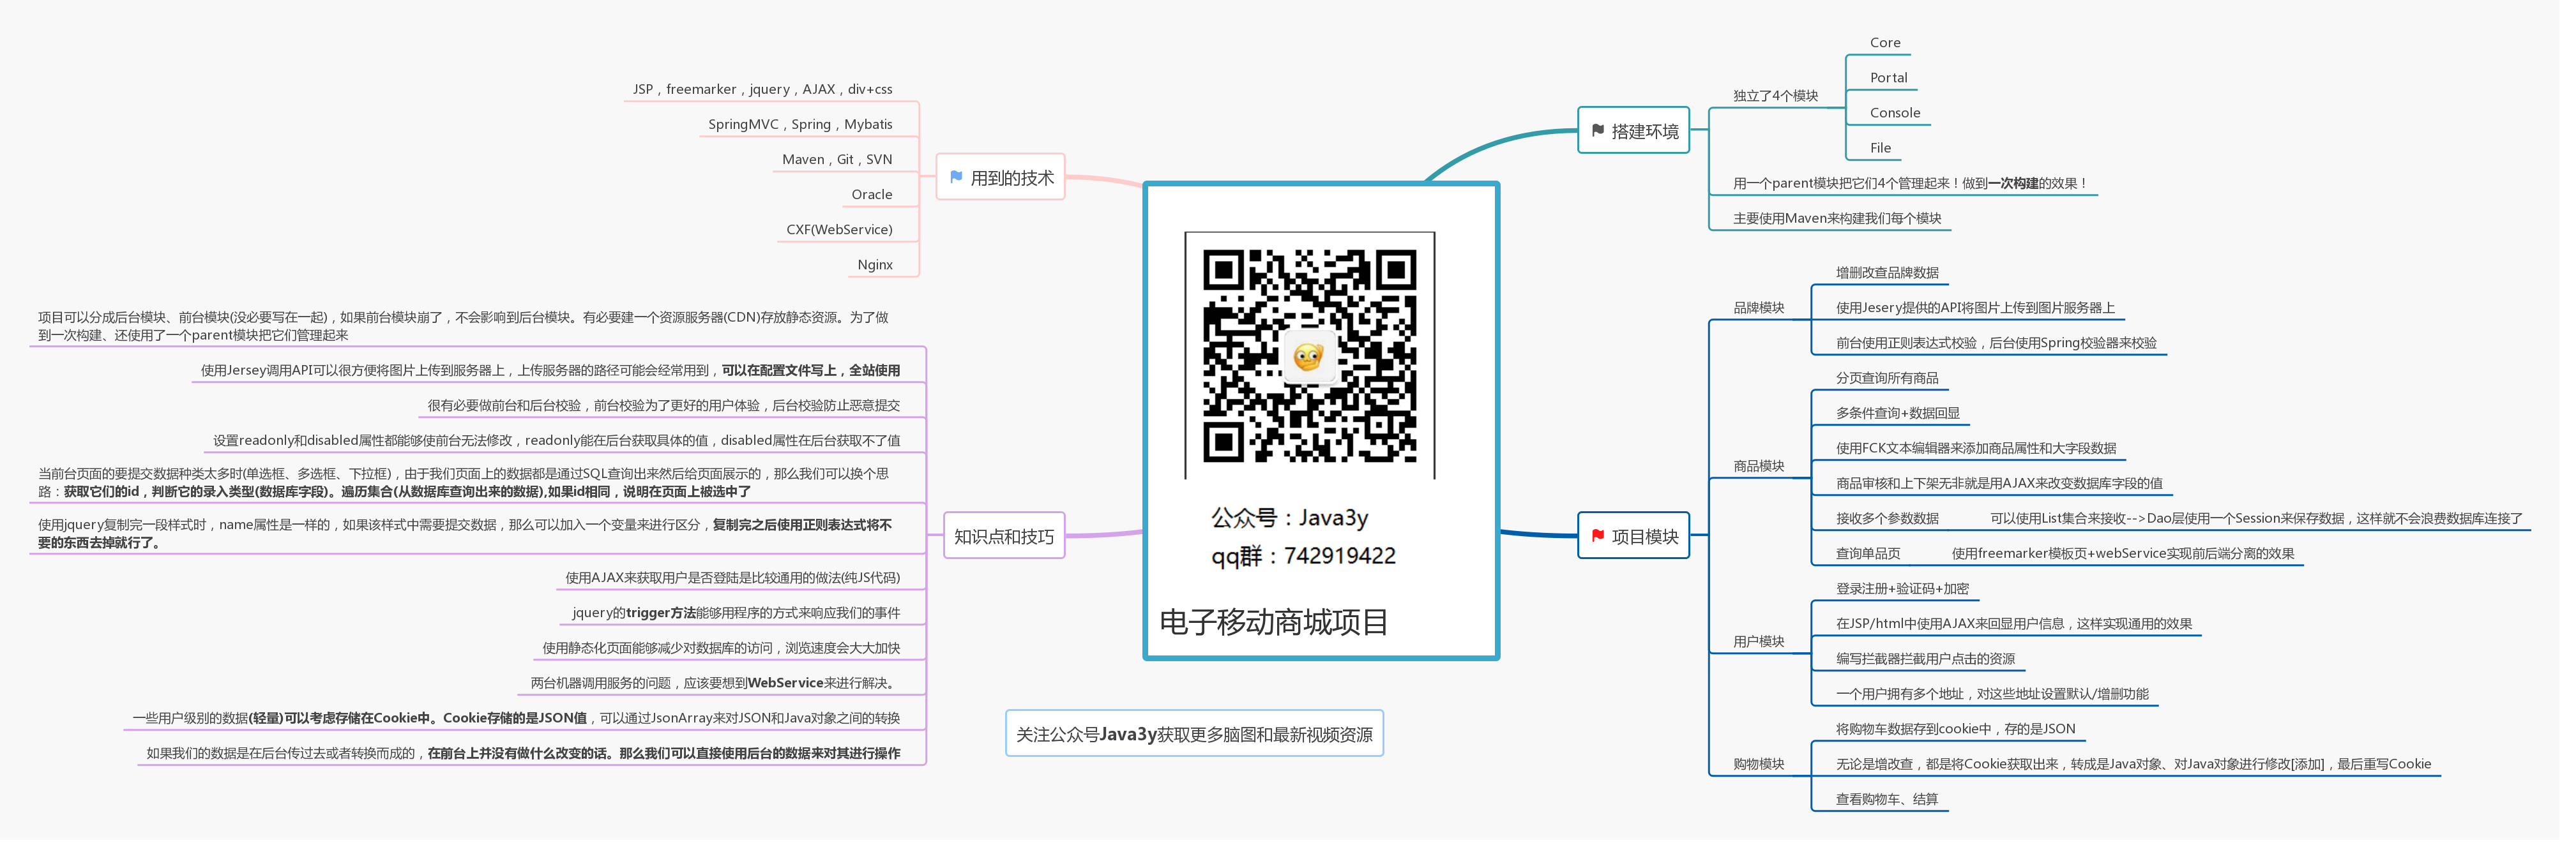 JSP，freemarker，jquery，AJAX，div+css
SpringMVC，Spring，Mybatis
Maven，Git，SVN
Oracle
CXF(WebService)
Nginx
用到的技术
项目可以分成后台模块、前台模块(没必要写在一起)，如果前台模块崩了，不会影响到后台模块。有必要建一个资源服务器(CDN)存放静态资源。为了做
到一次构建、还使用了一个parent模块把它们管理起来
使用Jersey调用API可以很方便将图片上传到服务器上，上传服务器的路径可能会经常用到，可以在配置文件写上，全站使用
很有必要做前台和后台校验，前台校验为了更好的用户体验，后台校验防止恶意提交
设置readonly和disabled属性都能够使前台无法修改，readonly能在后台获取具体的值，disabled属性在后台获取不了值
当前台页面的要提交数据种类太多时(单选框、多选框、下拉框)，由于我们页面上的数据都是通过SQL查询出来然后给页面展示的，那么我们可以换个思
路：获取它们的id，判断它的录入类型(数据库字段)。遍历集合(从数据库查询出来的数据),如果id相同，说明在页面上被选中了
使用jquery复制完一段样式时，name属性是一样的，如果该样式中需要提交数据，那么可以加入一个变量来进行区分，复制完之后使用正则表达式将不
要的东西去掉就行了。
使用AJAX来获取用户是否登陆是比较通用的做法(纯JS代码)
jquery的trigger方法能够用程序的方式来响应我们的事件
使用静态化页面能够减少对数据库的访问，浏览速度会大大加快
两台机器调用服务的问题，应该要想到WebService来进行解决。
一些用户级别的数据(轻量)可以考虑存储在Cookie中。Cookie存储的是JSON值，可以通过JsonArray来对JSON和Java对象之间的转换
如果我们的数据是在后台传过去或者转换而成的，在前台上并没有做什么改变的话。那么我们可以直接使用后台的数据来对其进行操作
知识点和技巧
公众号：Java3y
qq群：742919422
电子移动商城项目
关注公众号Java3y获取更多脑图和最新视频资源
搭建环境
独立了4个模块
Core
Portal
Console
File
用一个parent模块把它们4个管理起来！做到一次构建的效果！
主要使用Maven来构建我们每个模块
项目模块
品牌模块
增删改查品牌数据
使用Jesery提供的API将图片上传到图片服务器上
前台使用正则表达式校验，后台使用Spring校验器来校验
商品模块
分页查询所有商品
多条件查询+数据回显
使用FCK文本编辑器来添加商品属性和大字段数据
商品审核和上下架无非就是用AJAX来改变数据库字段的值
接收多个参数数据
可以使用List集合来接收-->Dao层使用一个Session来保存数据，这样就不会浪费数据库连接了
查询单品页
使用freemarker模板页+webService实现前后端分离的效果
用户模块
登录注册+验证码+加密
在JSP/html中使用AJAX来回显用户信息，这样实现通用的效果
编写拦截器拦截用户点击的资源
一个用户拥有多个地址，对这些地址设置默认/增删功能
购物模块
将购物车数据存到cookie中，存的是JSON
无论是增改查，都是将Cookie获取出来，转成是Java对象、对Java对象进行修改[添加]，最后重写Cookie
查看购物车、结算